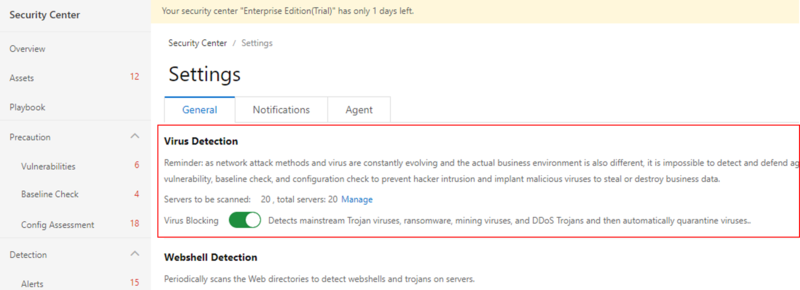 Security Center
Your security center "Enterprise Edition(Trial)" has only 1 days left.
Overview
Assets 12
Playbook
Precaution
Vulnerabilities 6
Baseline Check 4
Config Assessment 18
Detection
Alerts 15
Security Center / Settings
Settings
General Notifications Agent
Virus Detection
Reminder: as network attack methods and virus are constantly evolving and the actual business environment is also different, it is impossible to detect and defend ag
vulnerability, baseline check, and configuration check to prevent hacker intrusion and implant malicious viruses to steal or destroy business data.
Servers to be scanned: 20 , total servers: 20 Manage
Virus Blocking Detects mainstream Trojan viruses, ransomware, mining viruses, and DDoS Trojans and then automatically quarantine viruses..
Webshell Detection
Periodically scans the Web directories to detect webshells and trojans on servers.